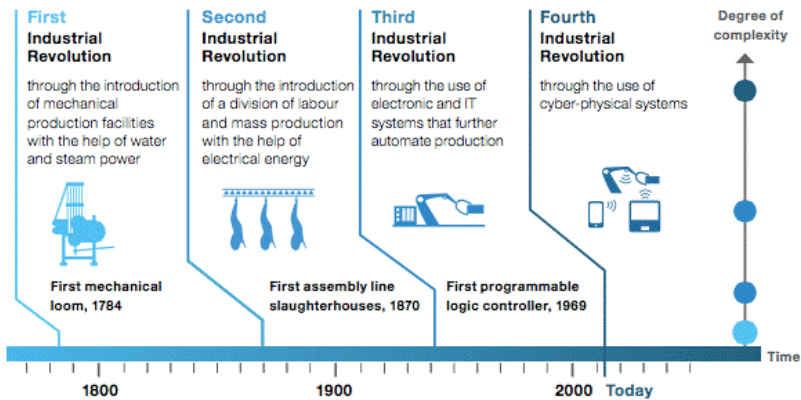 First
Industrial
Revolution
through the introduction
of mechanical
production facilities
with the help of water
and steam power
First mechanical
loom, 1784
Second
Industrial
Revolution
through the introduction
of a division of labour
and mass production
with the help of
electrical energy
First assembly line
slaughterhouses, 1870
Third
Industrial
Revolution
through the use of
electronic and IT
systems that further
automate production
First programmable
logic controller, 1969
Fourth
Industrial
Revolution
through the use of
cyber-physical systems
Degree of
complexity
Time
1800
1900
2000
Today